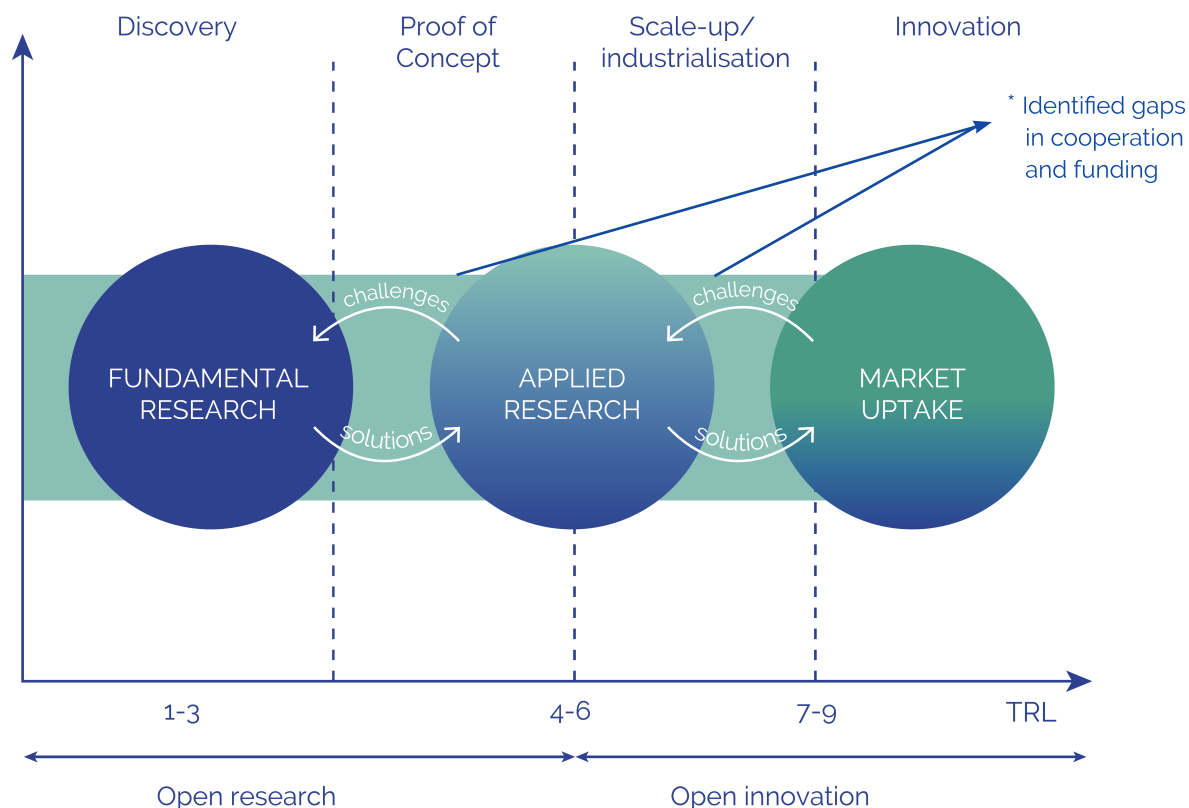 Discovery
Proof of
Concept
Scale-up/
industrialisation
Innovation
* Identified gaps
in cooperation
and funding
challenges
challenges
FUNDAMENTAL
RESEARCH
APPLIED
RESEARCH
MARKET
UPTAKE
solutions
solutions
1-3
4-6
7-9
TRL
Open research
Open innovation